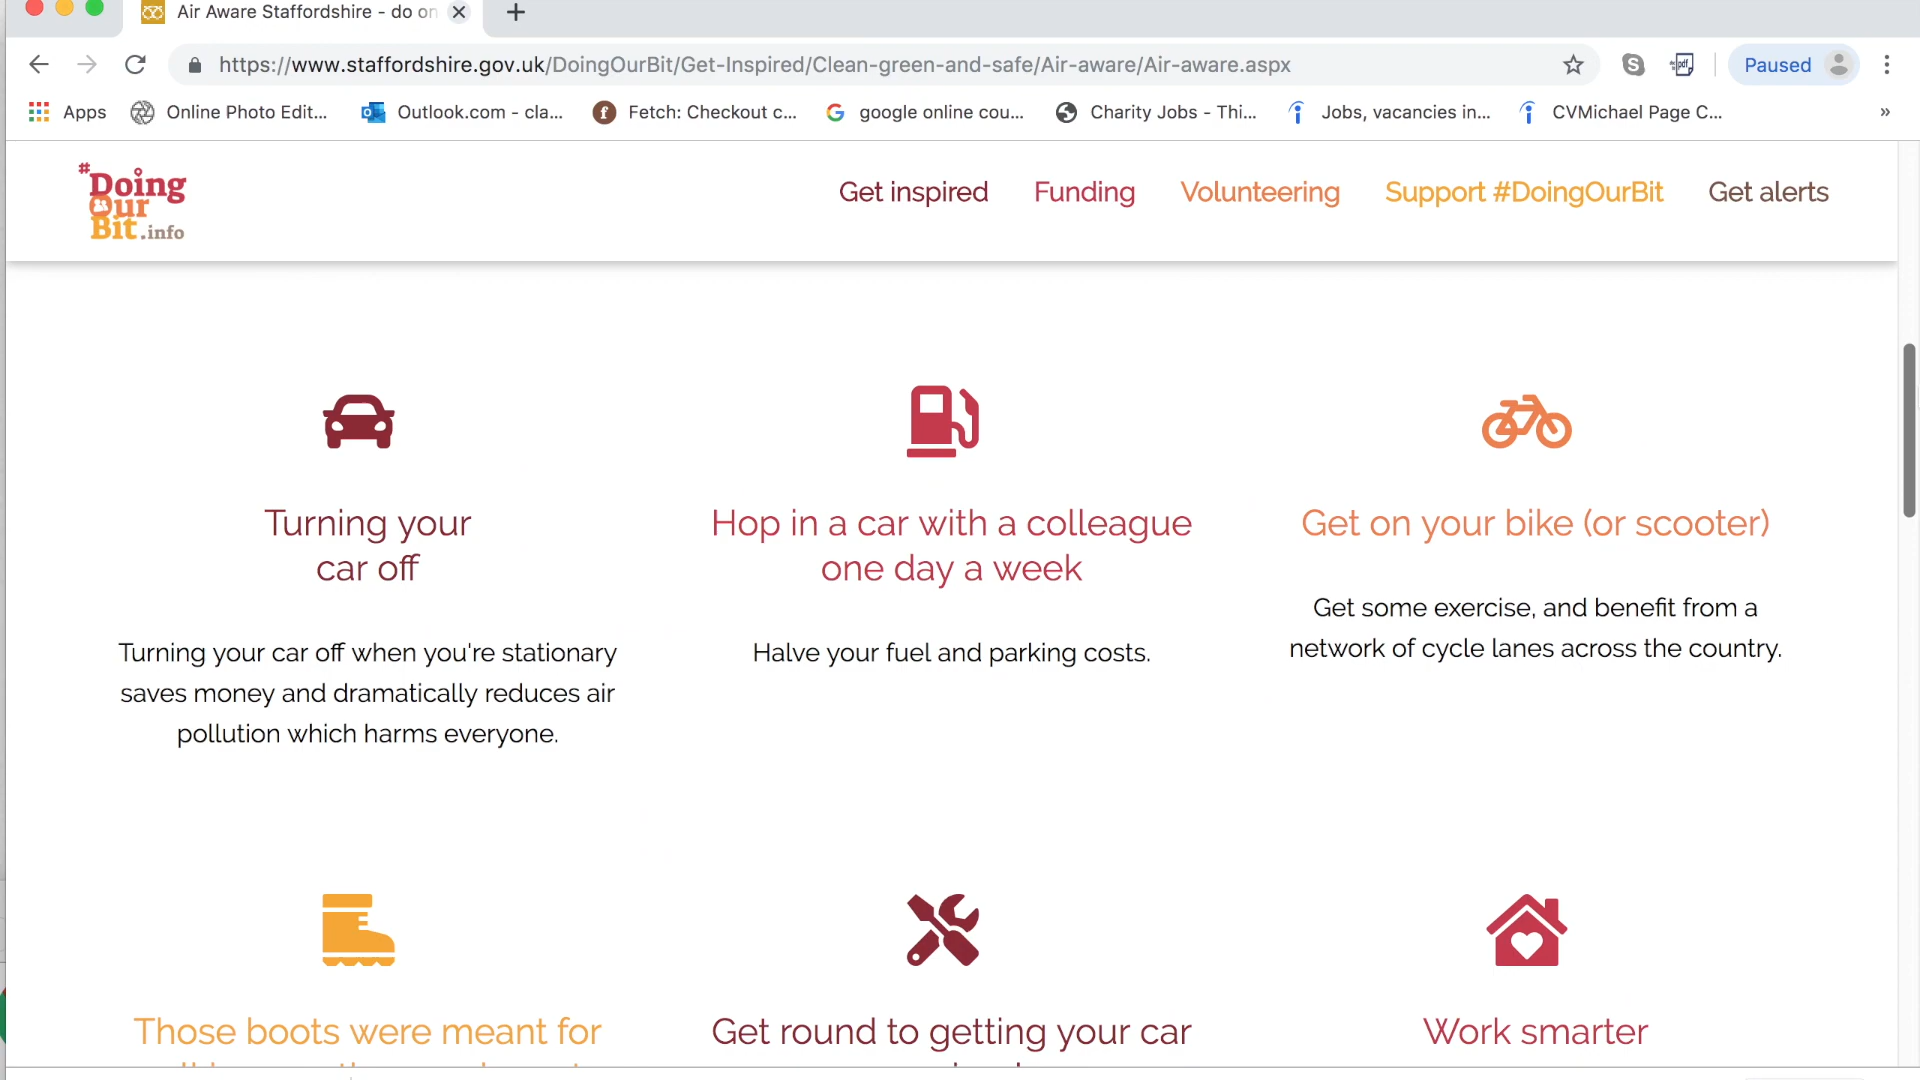 Air Aware Staffordshire - do on
https://www.staffordshire.gov.uk/DoingOurBit/Get-Inspired/Clean-green-and-safe/Air-aware/Air-aware.aspx
Paused
Apps
Online Photo Edit...
Outlook.com - cla...
Fetch: Checkout c...
google online cou...
Charity Jobs - Thi...
Jobs, vacancies in...
CVMichael Page C...
»
#Doing
Our
Bit.info
Get inspired
Funding
Volunteering
Support #DoingOurBit
Get alerts
Turning your
car off
Turning your car off when you're stationary
saves money and dramatically reduces air
pollution which harms everyone.
Hop in a car with a colleague
one day a week
Halve your fuel and parking costs.
Get on your bike (or scooter)
Get some exercise, and benefit from a
network of cycle lanes across the country.
Those boots were meant for
Get round to getting your car
Work smarter